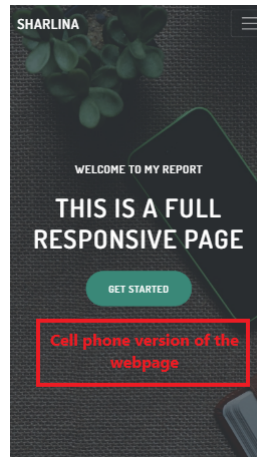 SHARLINA
WELCOME TO MY REPORT
THIS IS A FULL
RESPONSIVE PAGE
GET STARTED
Cell phone version of the
webpage